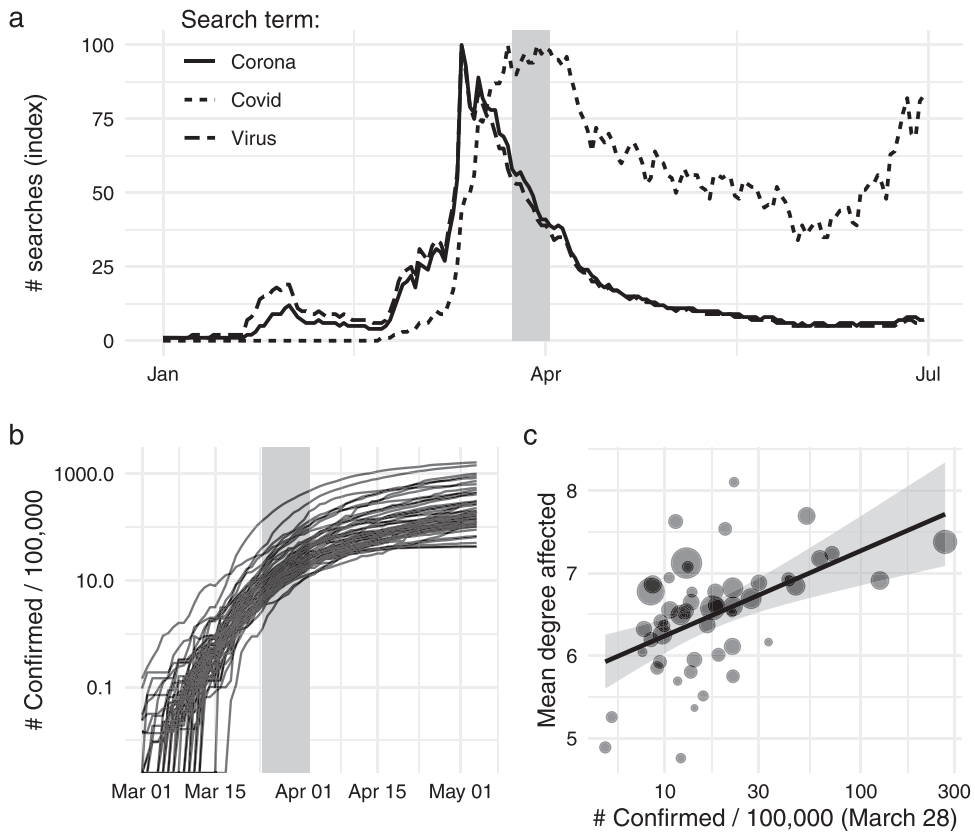 a
Search term:
Corona
Covid
Virus
# searches (index)
100
75
50
25
0
Jan
Apr
Jul
b
# Confirmed / 100,000
1000.0
10.0
0.1
Mar 01
Mar 15
Apr 01
Apr 15
May 01
c
Mean degree affected
8
7
6
5
10
30
100
300
# Confirmed / 100,000 (March 28)